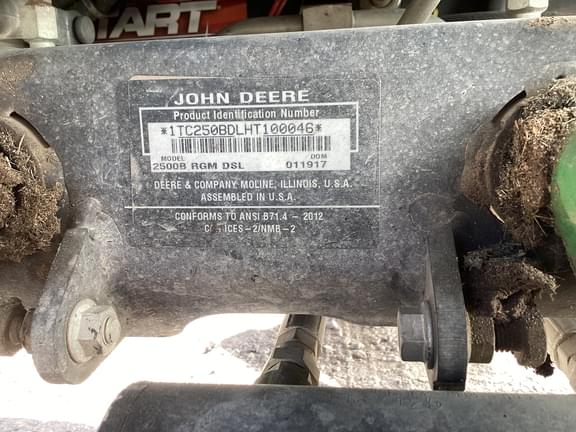 START
JOHN DEERE
Product Identification Number
*1TC250BDLHT100046*
MODEL DOM
2500B RGM DSL 011917
DEERE & COMPANY MOLINE, ILLINOIS, U.S.A.
ASSEMBLED IN U.S.A.
CONFORMS TO ANSI B71.4 – 2012
ICES–2/NMB–2